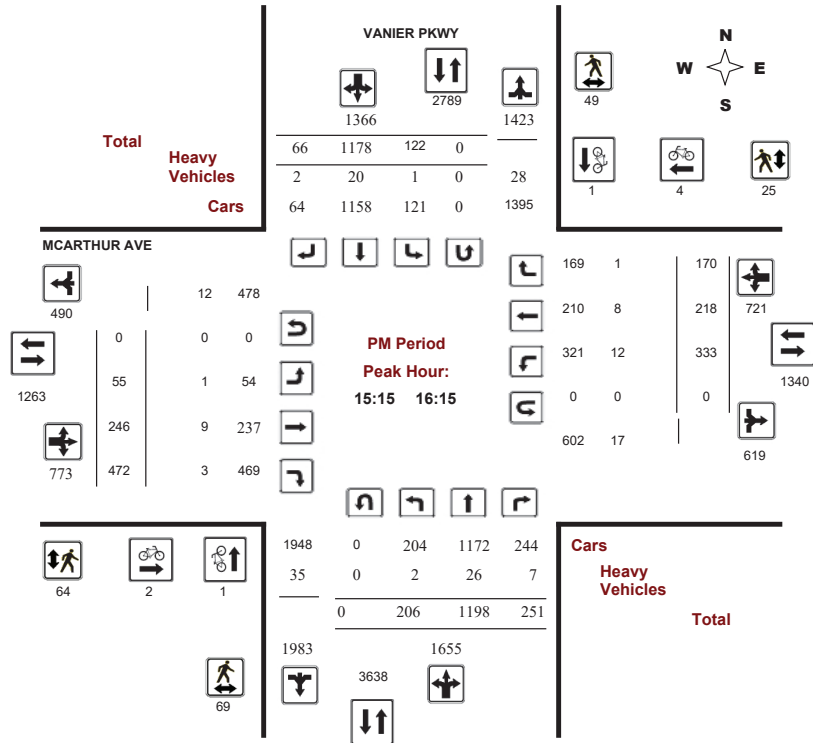 VANIER PKWY
N
W E
S
1366 2789 1423 49
Total 66 1178 122 0
Heavy
Vehicles 2 20 1 0 28
Cars 64 1158 121 0 1395
1 4 25
MCARTHUR AVE
490 12 478
169 1 170
721
0 0 0
210 8 218
1263
PM Period
Peak Hour:
15:15 16:15
55 1 54
321 12 333
1340
246 9 237
0 0 0
773
472 3 469
602 17
619
1948 0 204 1172 244 Cars
35 0 2 26 7 Heavy
Vehicles
64 2 1
0 206 1198 251 Total
1983 1655
3638
69